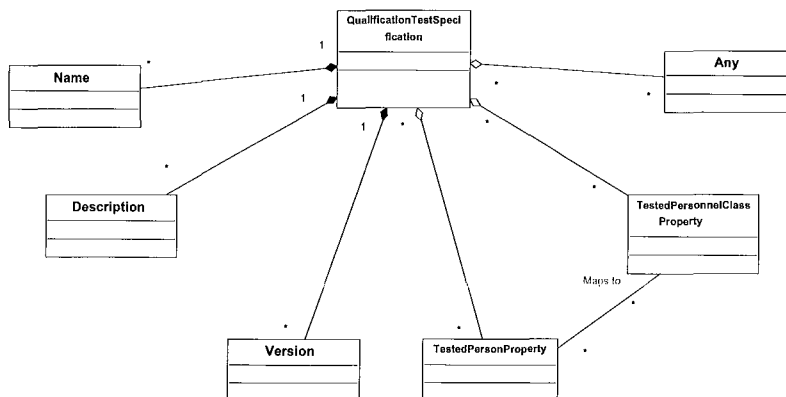 QualificationTestSpeci
fication
1
*
Name
Any
*
*
1
1
*
*
*
*
Description
TestedPersonnelClass
Property
Maps to
*
*
*
*
Version
TestedPersonProperty